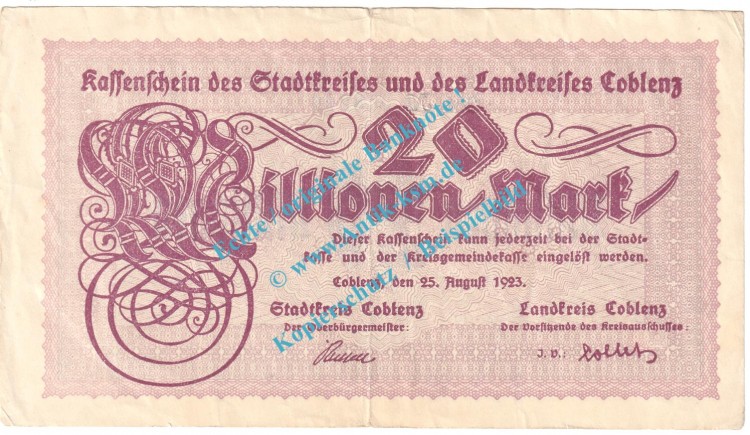 Kassenschein des Stadtkreises und des Landkreises Coblenz
20
Millionen Mark
Dieser Kassenschein kann jederzeit bei der Stadt-
kasse und der Kreisgemeindekasse eingelöst werden.
Coblenz, den 25. August 1923.
Stadtkreis Coblenz
Der Oberbürgermeister:
Landkreis Coblenz
Der Vorsitzende des Kreisausschusses:
J. V.:
Echte / originale Banknote !
© www.Antik-kom.de
Kopierschutz / Beispielbild